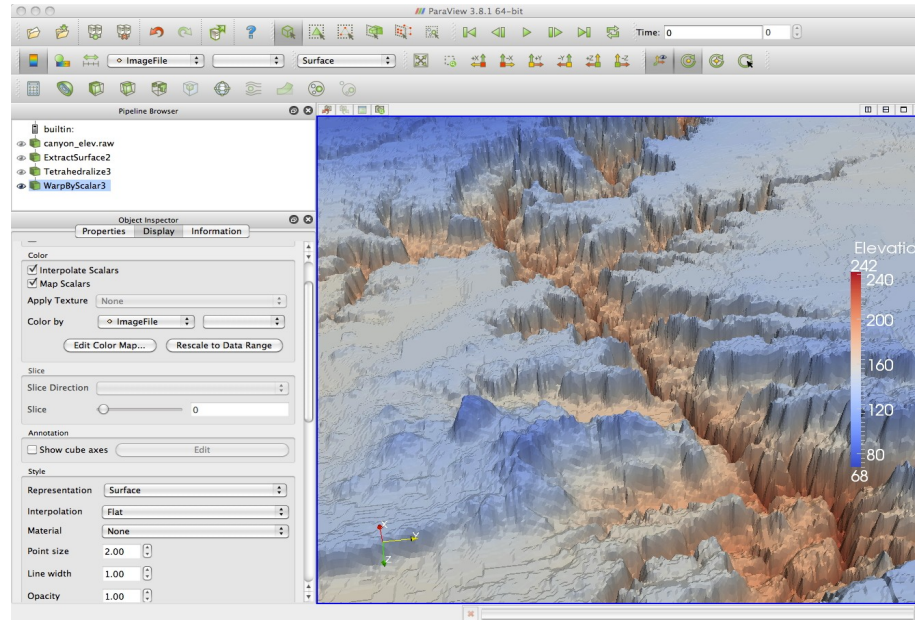 ParaView 3.8.1 64-bit
Time: 0 0
ImageFile Surface
-X +Y -Y +Z -Z
Pipeline Browser
builtin:
canyon_elev.raw
ExtractSurface2
Tetrahedralize3
WarpByScalar3
Object Inspector
Properties Display Information
Color
Interpolate Scalars
Map Scalars
Apply Texture None
Color by ImageFile
Edit Color Map... Rescale to Data Range
Slice
Slice Direction
Slice 0
Annotation
Show cube axes Edit
Style
Representation Surface
Interpolation Flat
Material None
Point size 2.00
Line width 1.00
Opacity 1.00
Elevatio
242
240
200
160
120
80
68
Z